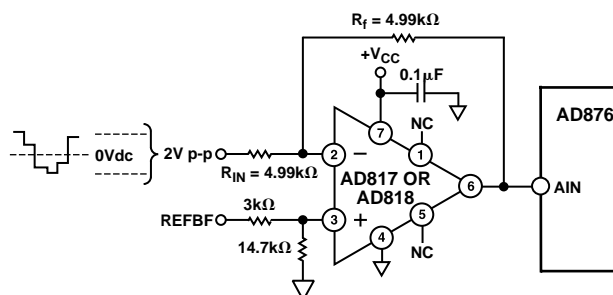 Rf = 4.99kΩ
+VCC
0.1µF
AD876
NC
7
1
0Vdc
2V p-p
2
−
6
AIN
RIN = 4.99kΩ
AD817 OR
AD818
3kΩ
REFBF
3
+
5
4
14.7kΩ
NC